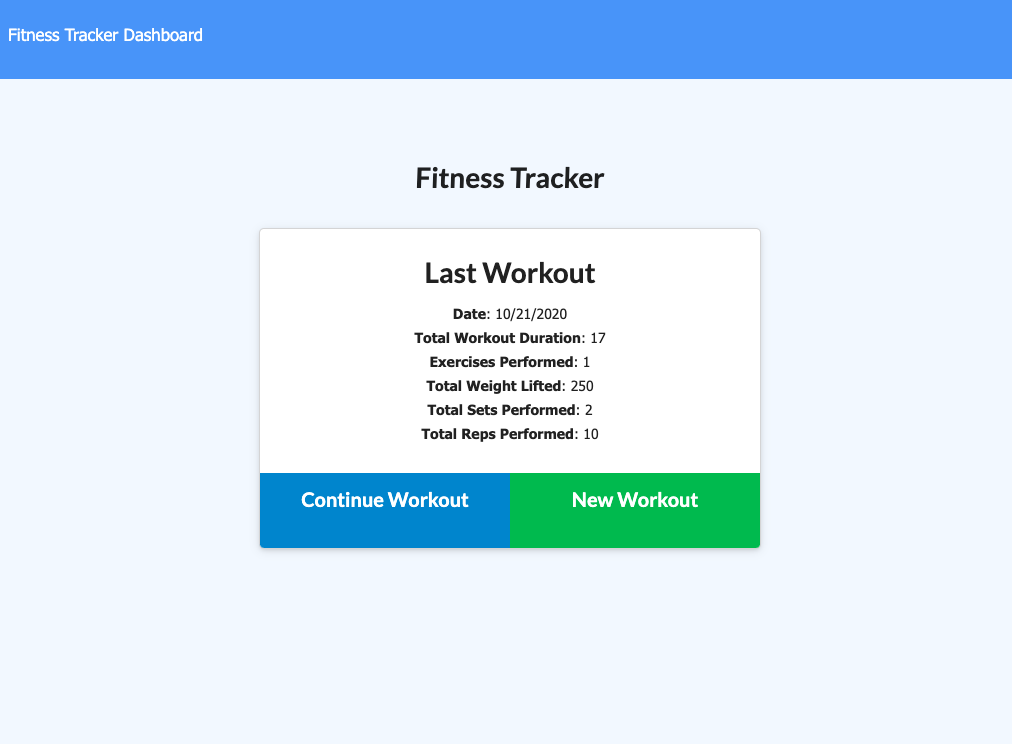 Fitness Tracker Dashboard
Fitness Tracker
Last Workout
Date: 10/21/2020
Total Workout Duration: 17
Exercises Performed: 1
Total Weight Lifted: 250
Total Sets Performed: 2
Total Reps Performed: 10
Continue Workout
New Workout